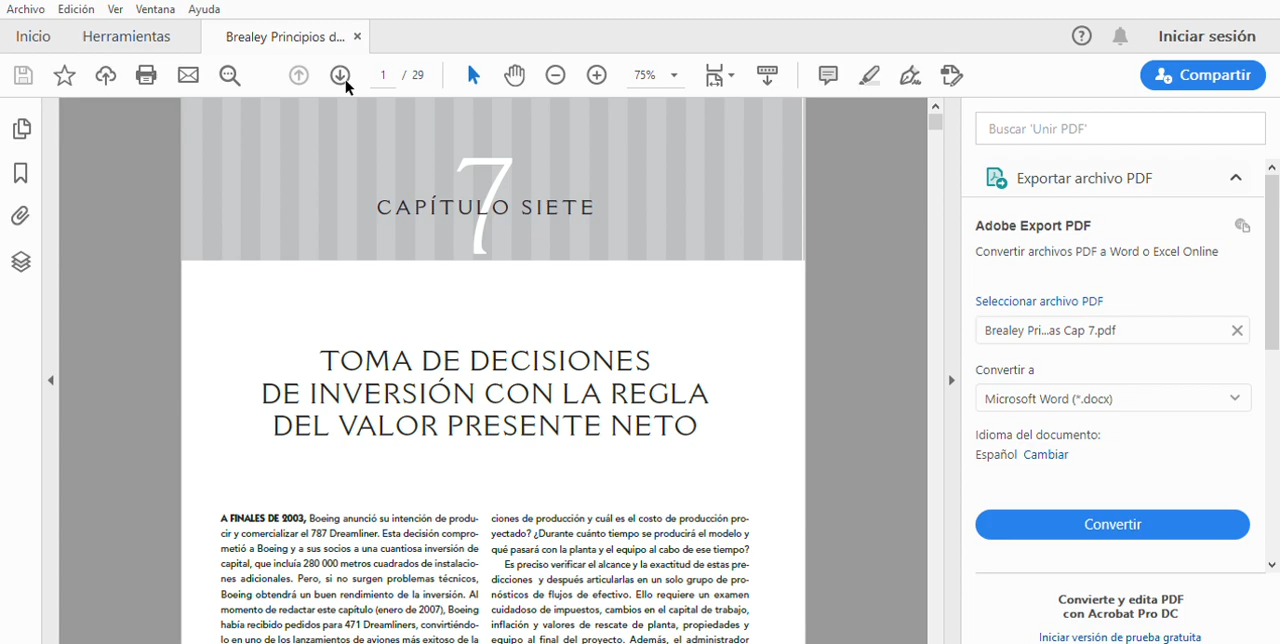 Archivo Edición Ver Ventana Ayuda
Inicio Herramientas Brealey Principios d... × Iniciar sesión
1 / 29 75% Compartir
7
CAPÍTULO SIETE
TOMA DE DECISIONES
DE INVERSIÓN CON LA REGLA
DEL VALOR PRESENTE NETO
A FINALES DE 2003, Boeing anunció su intención de produ-
cir y comercializar el 787 Dreamliner. Esta decisión compro-
metió a Boeing y a sus socios a una cuantiosa inversión de
capital, que incluía 280 000 metros cuadrados de instalacio-
nes adicionales. Pero, si no surgen problemas técnicos,
Boeing obtendrá un buen rendimiento de la inversión. Al
momento de redactar este capítulo (enero de 2007), Boeing
había recibido pedidos para 471 Dreamliners, convirtiéndo-
lo en uno de los lanzamientos de aviones más exitoso de la
ciones de producción y cuál es el costo de producción pro-
yectado? ¿Durante cuánto tiempo se producirá el modelo y
qué pasará con la planta y el equipo al cabo de ese tiempo?
Es preciso verificar el alcance y la exactitud de estas pre-
dicciones y después articularlas en un solo grupo de pro-
nósticos de flujos de efectivo. Ello requiere un examen
cuidadoso de impuestos, cambios en el capital de trabajo,
inflación y valores de rescate de planta, propiedades y
equipo al final del proyecto. Además, el administrador
Buscar 'Unir PDF'
Exportar archivo PDF
Adobe Export PDF
Convertir archivos PDF a Word o Excel Online
Seleccionar archivo PDF
Brealey Pri...as Cap 7.pdf
Convertir a
Microsoft Word (*.docx)
Idioma del documento:
Español Cambiar
Convertir
Convierte y edita PDF
con Acrobat Pro DC
Iniciar versión de prueba gratuita